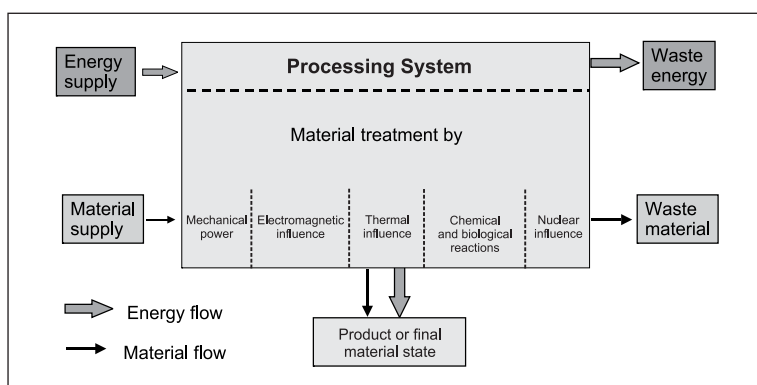 Energy
supply
Processing System
Waste
energy
Material treatment by
Material
supply
Mechanical
power
Electromagnetic
influence
Thermal
influence
Chemical
and biological
reactions
Nuclear
influence
Waste
material
Energy flow
Material flow
Product or final
material state